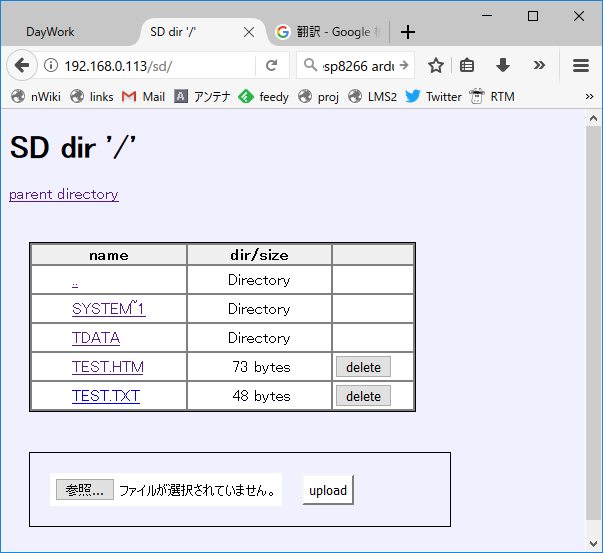 DayWork
SD dir '/'
翻訳 - Google
192.168.0.113/sd/
sp8266 ardu
nWiki links Mail アンテナ feedy proj LMS2 Twitter RTM
SD dir '/'
parent directory
name dir/size
.. Directory
SYSTEM~1 Directory
TDATA Directory
TEST.HTM 73 bytes delete
TEST.TXT 48 bytes delete
参照... ファイルが選択されていません。 upload